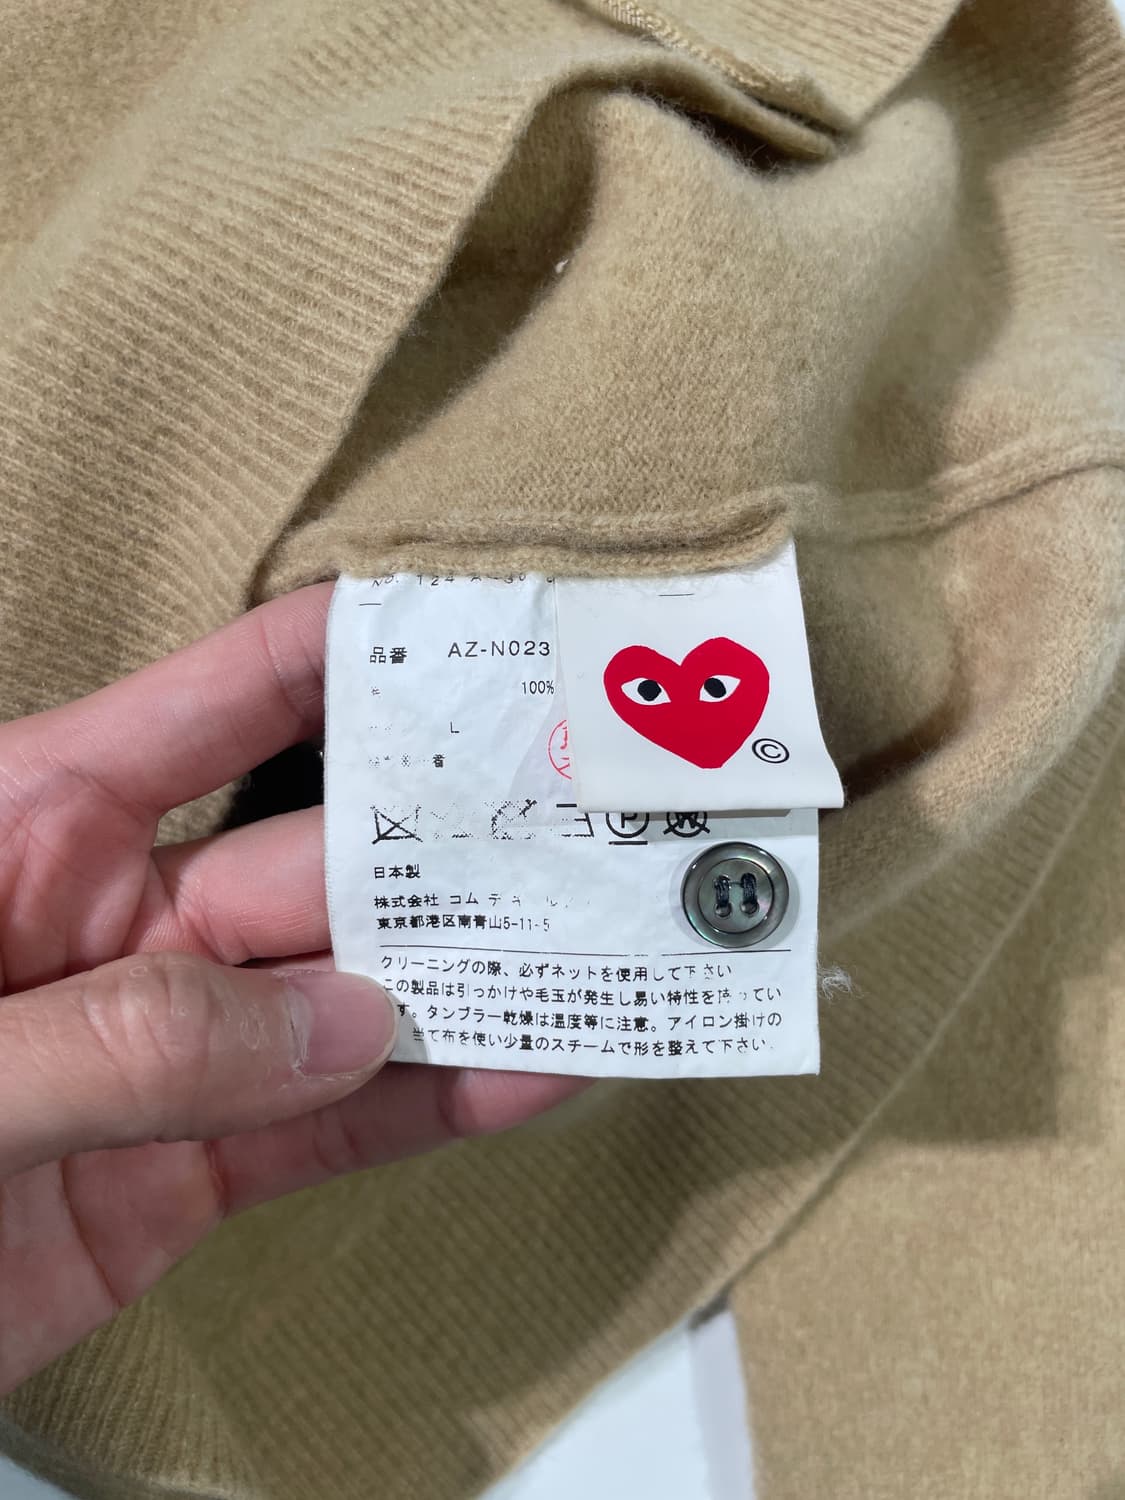 品番 AZ-N023
100%
L
番
©
P
W
日本製
株式会社 コム デ
東京都港区南青山5-11-5
クリーニングの際、必ずネットを使用して下さい
この製品は引っかけや毛玉が発生し易い特性を持ってい
す。タンブラー乾燥は温度等に注意。アイロン掛けの
当て布を使い少量のスチームで形を整えて下さい。